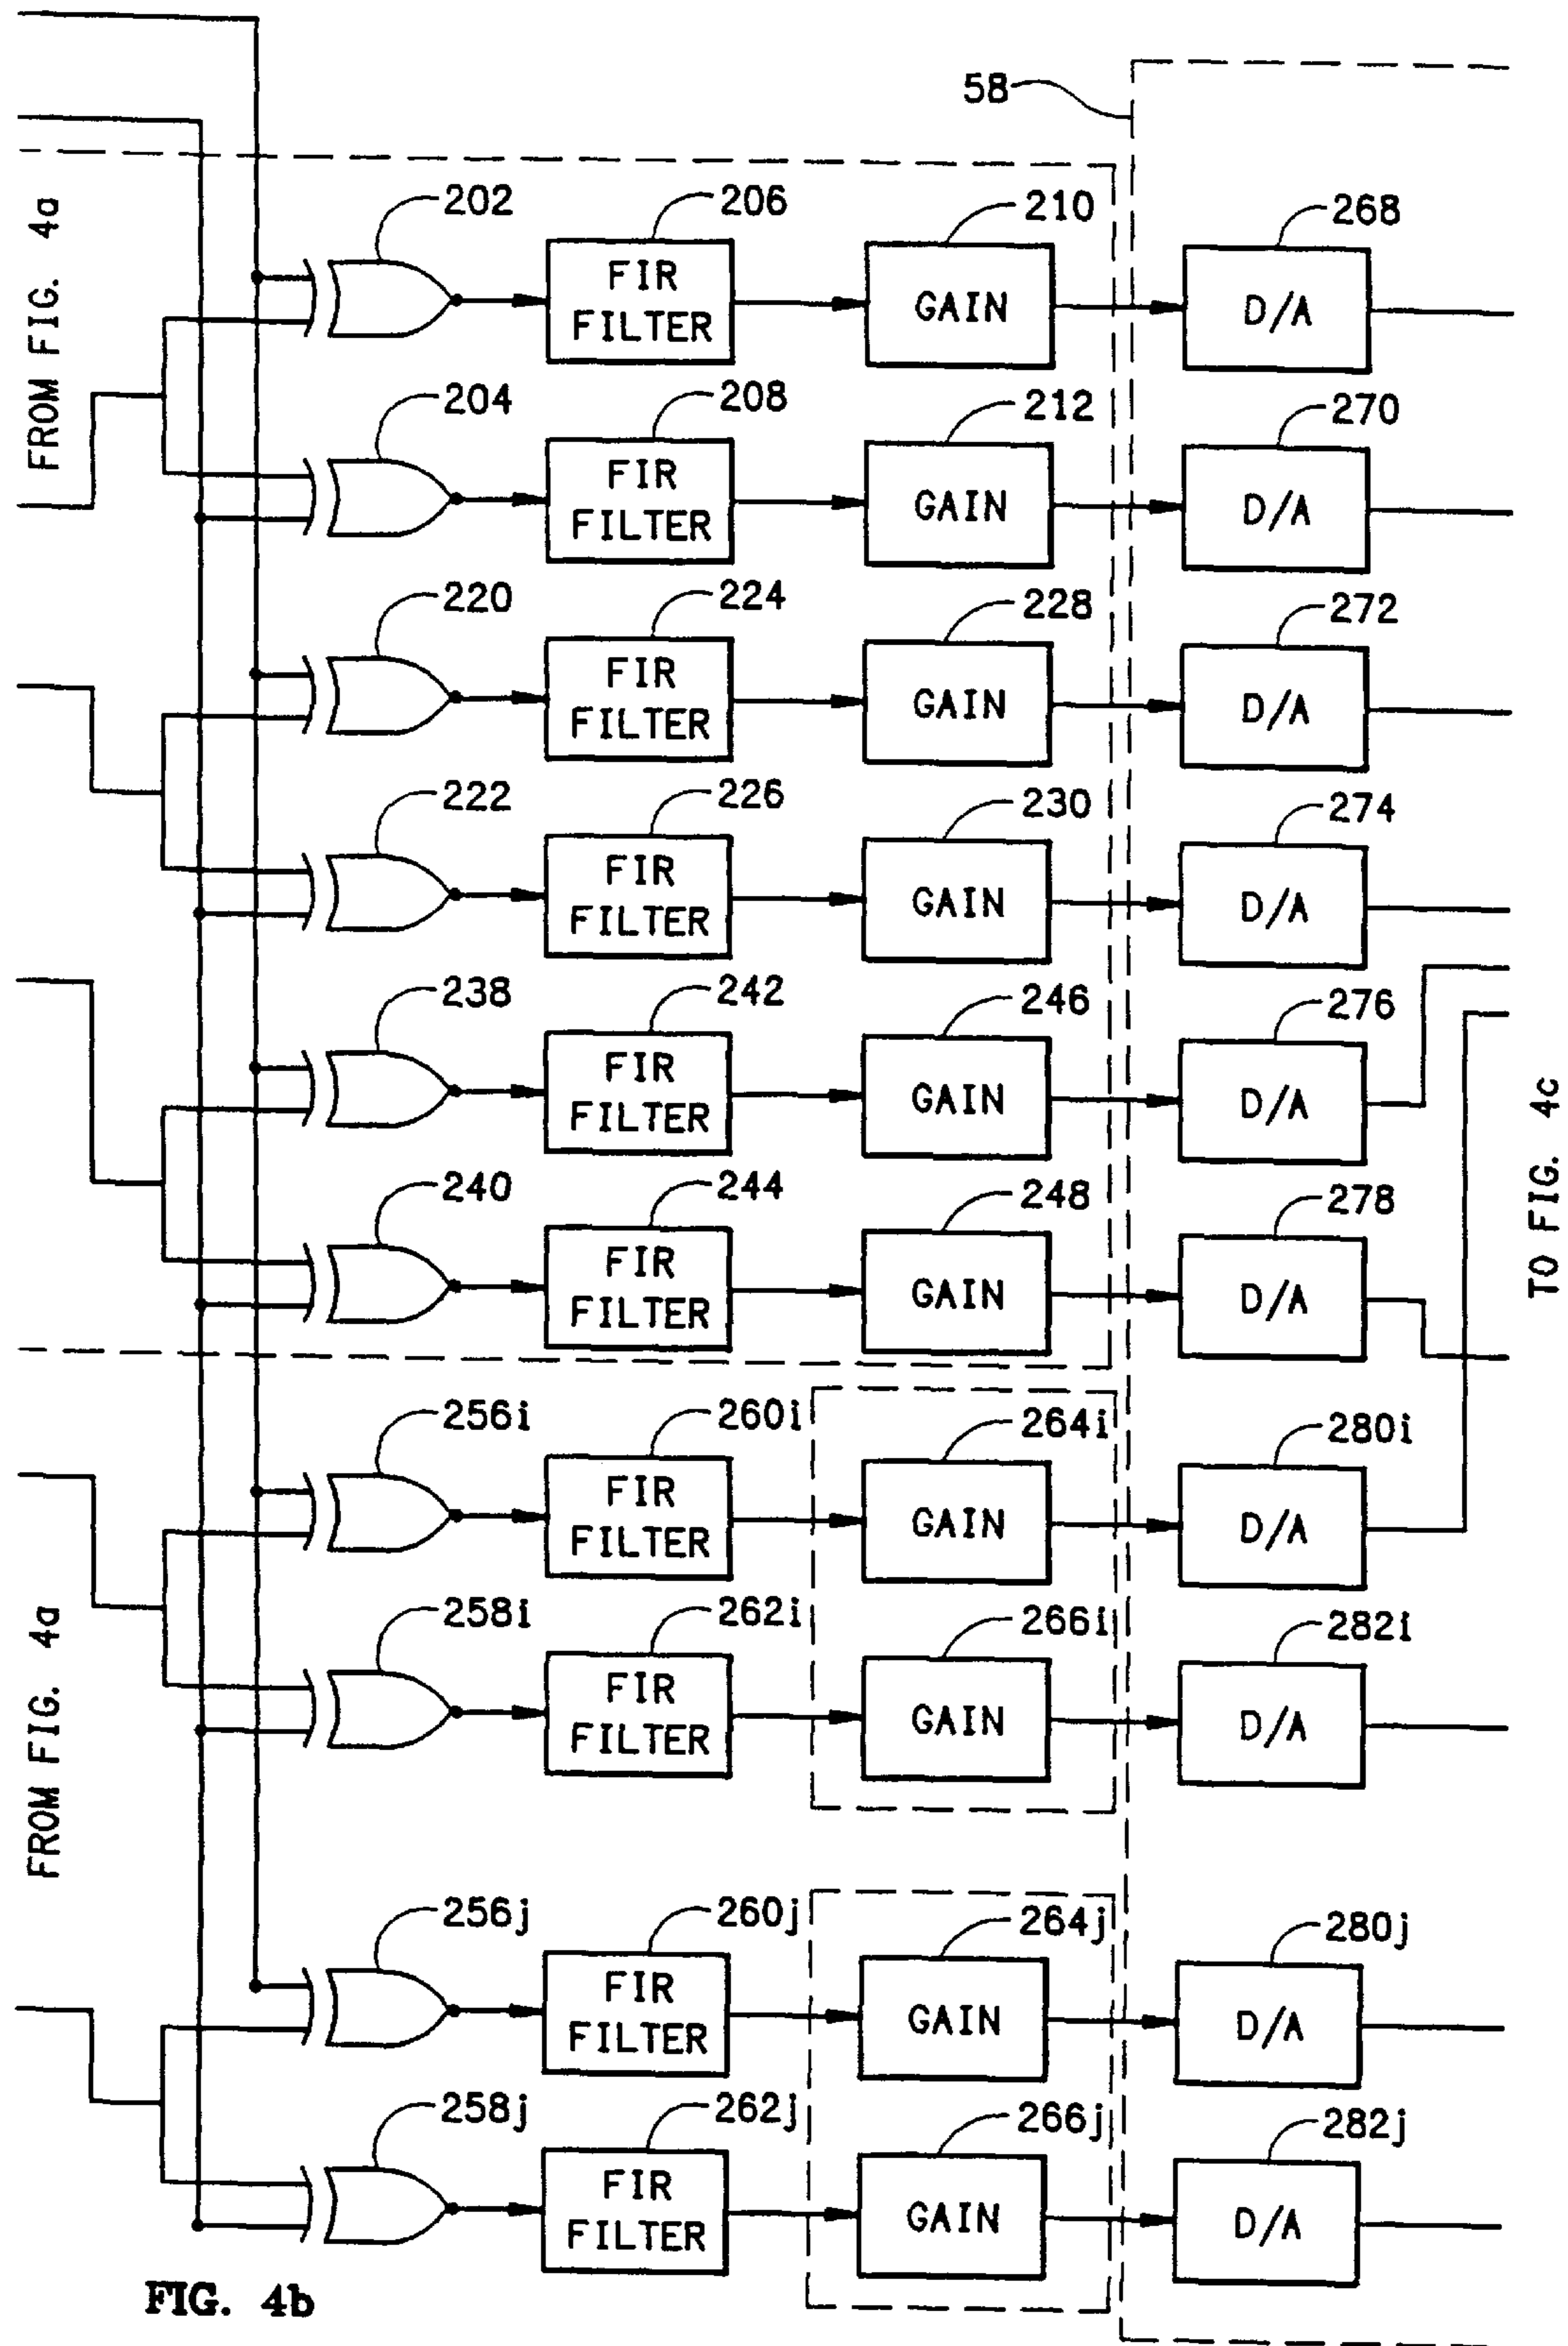 58
202 206 210 268
FROM FIG. 4a
FIR FILTER
GAIN
D/A
204 208 212 270
FIR FILTER
GAIN
D/A
220 224 228 272
FIR FILTER
GAIN
D/A
222 226 230 274
FIR FILTER
GAIN
D/A
238 242 246 276
FIR FILTER
GAIN
D/A
TO FIG. 4c
240 244 248 278
FIR FILTER
GAIN
D/A
256i 260i 264i 280i
FIR FILTER
GAIN
D/A
FROM FIG. 4a
258i 262i 266i 282i
FIR FILTER
GAIN
D/A
256j 260j 264j 280j
FIR FILTER
GAIN
D/A
258j 262j 266j 282j
FIR FILTER
GAIN
D/A
FIG. 4b